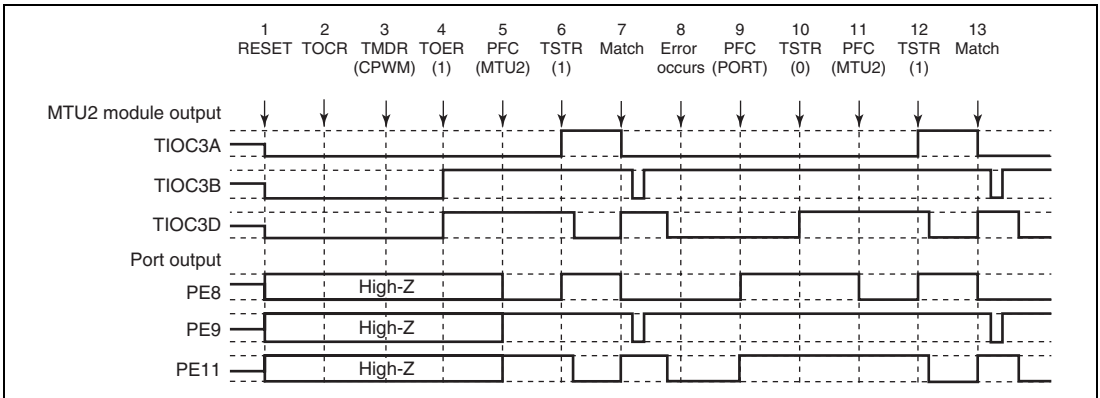 1 2 3 4 5 6 7 8 9 10 11 12 13
RESET TOCR TMDR TOER PFC TSTR Match Error PFC TSTR PFC TSTR Match
(CPWM) (1) (MTU2) (1) occurs (PORT) (0) (MTU2) (1)
MTU2 module output
TIOC3A
TIOC3B
TIOC3D
Port output
PE8 High-Z
PE9 High-Z
PE11 High-Z